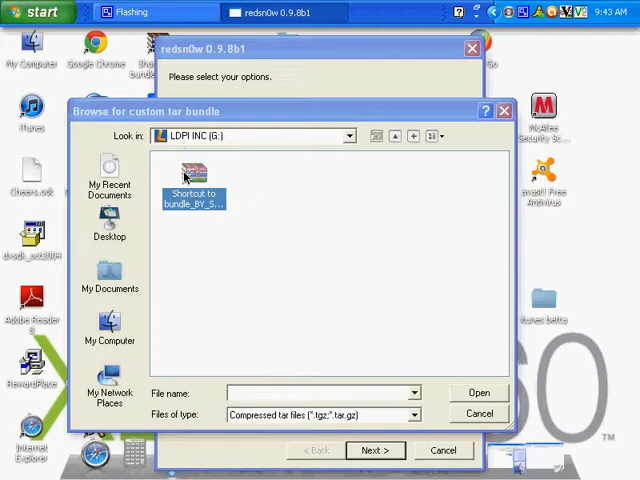 start
Flashing
redsn0w 0.9.8b1
9:43 AM
My Computer
Google Chrome
bundle
Go
redsn0w 0.9.8b1
Please select your options.
Browse for custom tar bundle
Look in:
LDPI INC (G:)
My Recent
Documents
Desktop
My Documents
My Computer
My Network
Places
Shortcut to
bundle_BY_S...
File name:
Open
Files of type:
Compressed tar files (*.tgz;*.tar.gz)
Cancel
< Back
Next >
Cancel
iTunes
Cheers.odt
Adobe Reader
RewardPlace
Internet
Explorer
McAfee
Security Sc...
avast! Free
Antivirus
itunes betta
X
360
TM